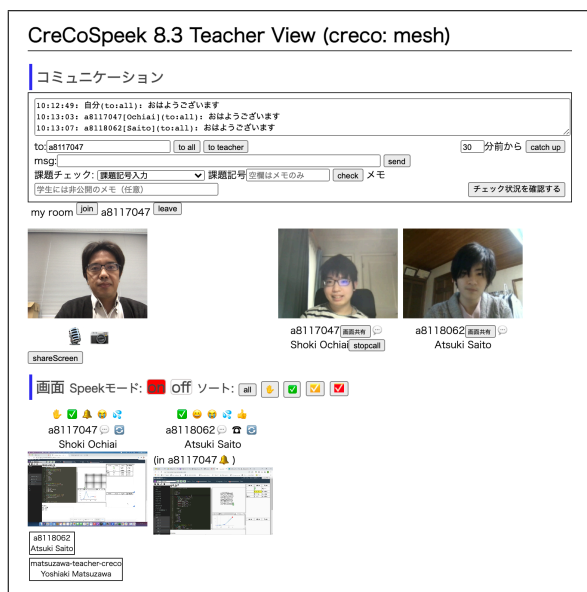 CreCoSpeek 8.3 Teacher View (creco: mesh)
コミュニケーション
10:12:49: 自分(to:all): おはようございます
10:13:03: a8117047[Ochiai](to:all): おはようございます
10:13:07: a8118062[Saito](to:all): おはようございます
to: a8117047 to all to teacher 30 分前から catch up
msg: send
課題チェック: 課題記号入力 課題記号 空欄はメモのみ check メモ
学生には非公開のメモ（任意） チェック状況を確認する
my room join a8117047 leave
a8117047 画面共有 a8118062 画面共有
Shoki Ochiai stopcall Atsuki Saito
shareScreen
画面 Speekモード: on off ソート: all
a8117047 a8118062
Shoki Ochiai Atsuki Saito
(in a8117047 )
a8118062
Atsuki Saito
matsuzawa-teacher-creco
Yoshiaki Matsuzawa